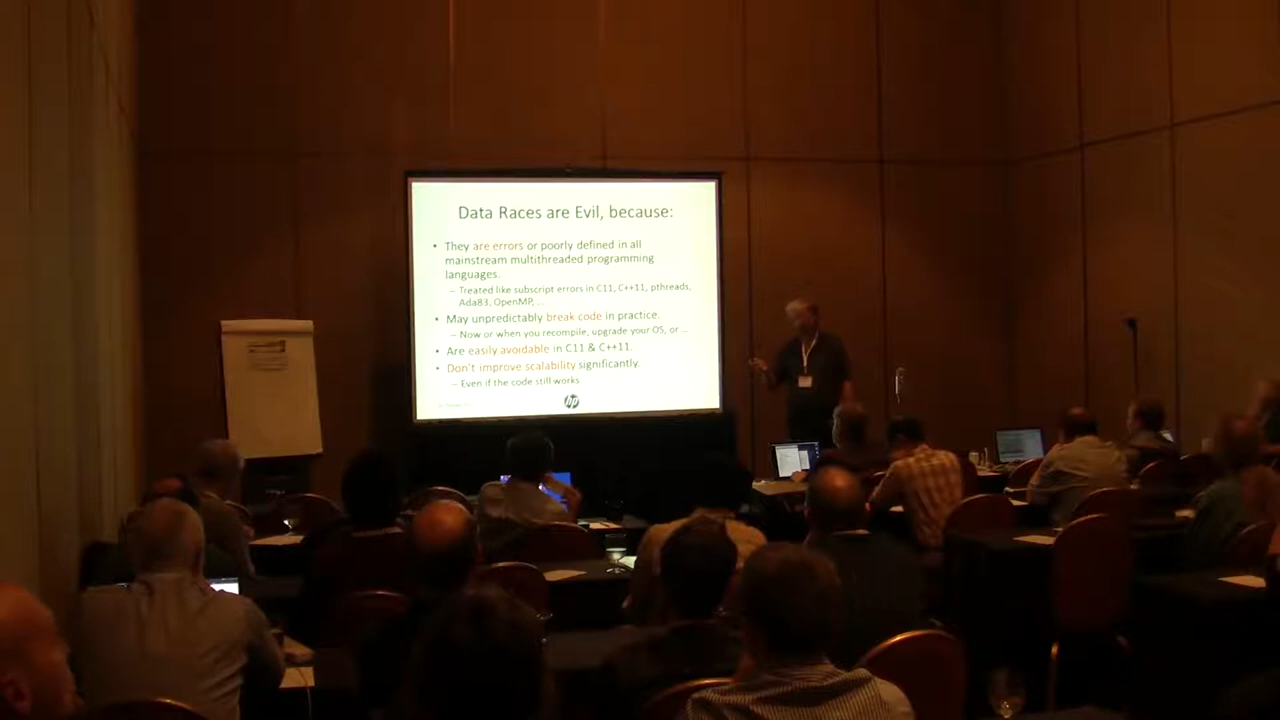 Data Races are Evil, because:
• They are errors or poorly defined in all
mainstream multithreaded programming
languages.
– Treated like subscript errors in C11, C++11, pthreads,
Ada83, OpenMP, ...
• May unpredictably break code in practice.
– Now or when you recompile, upgrade your OS, or ...
• Are easily avoidable in C11 & C++11.
• Don't improve scalability significantly.
– Even if the code still works
hp